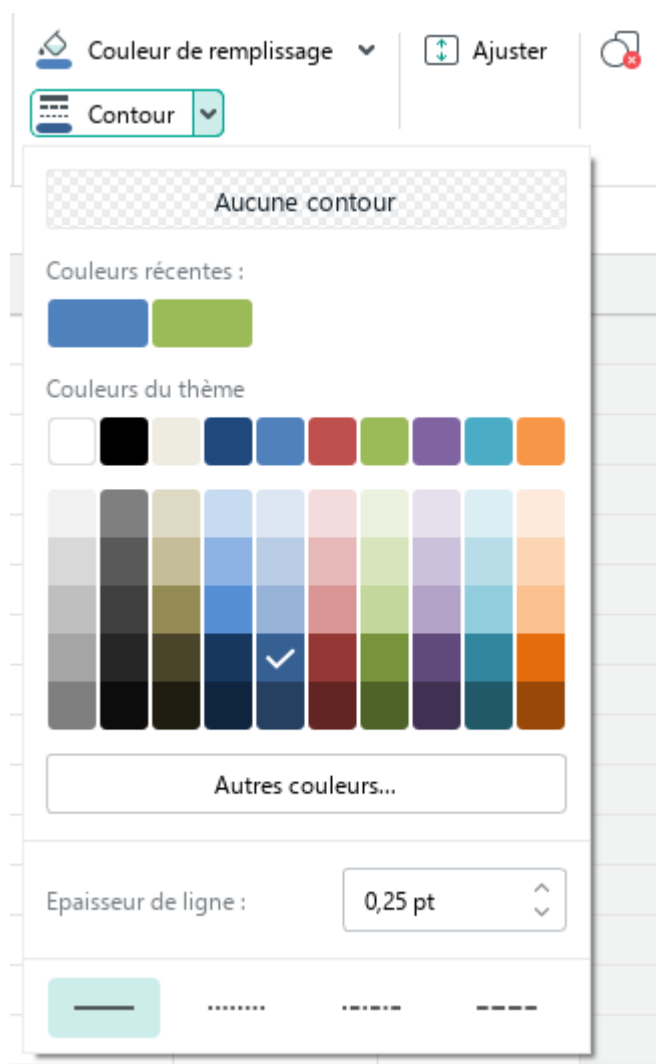 Couleur de remplissage
Ajuster
Contour
Aucune contour
Couleurs récentes :
Couleurs du thème
Autres couleurs...
Epaisseur de ligne :
0,25 pt